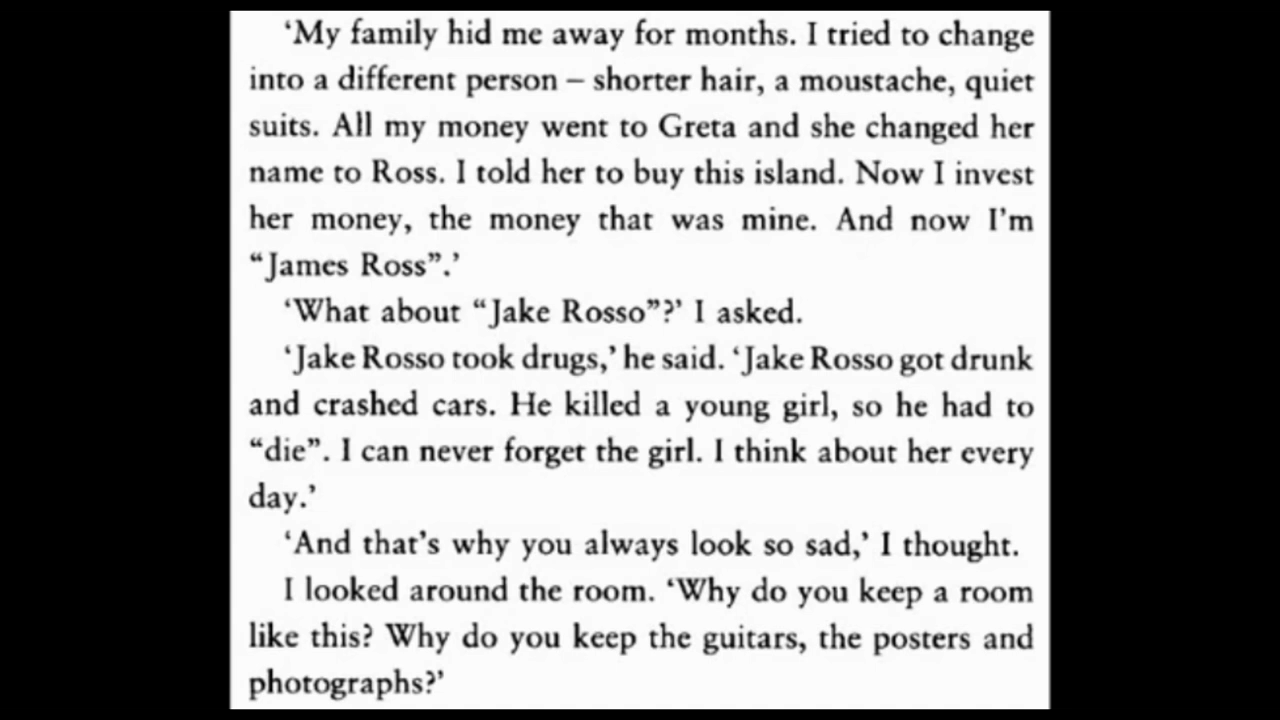 ‘My family hid me away for months. I tried to change
into a different person – shorter hair, a moustache, quiet
suits. All my money went to Greta and she changed her
name to Ross. I told her to buy this island. Now I invest
her money, the money that was mine. And now I’m
“James Ross”.’
‘What about “Jake Rosso”?’ I asked.
‘Jake Rosso took drugs,’ he said. ‘Jake Rosso got drunk
and crashed cars. He killed a young girl, so he had to
“die”. I can never forget the girl. I think about her every
day.’
‘And that’s why you always look so sad,’ I thought.
I looked around the room. ‘Why do you keep a room
like this? Why do you keep the guitars, the posters and
photographs?’